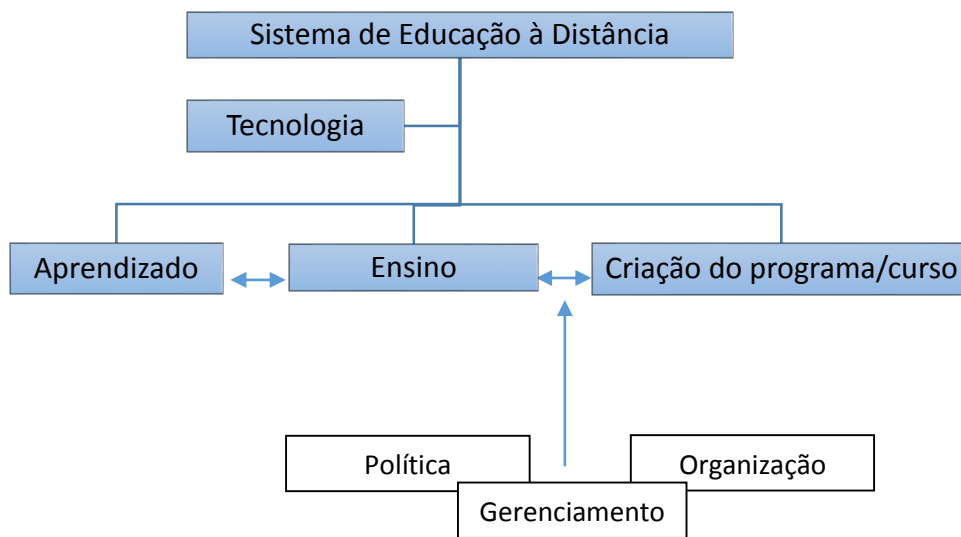 Sistema de Educação à Distância
Tecnologia
Aprendizado
Ensino
Criação do programa/curso
Política
Organização
Gerenciamento